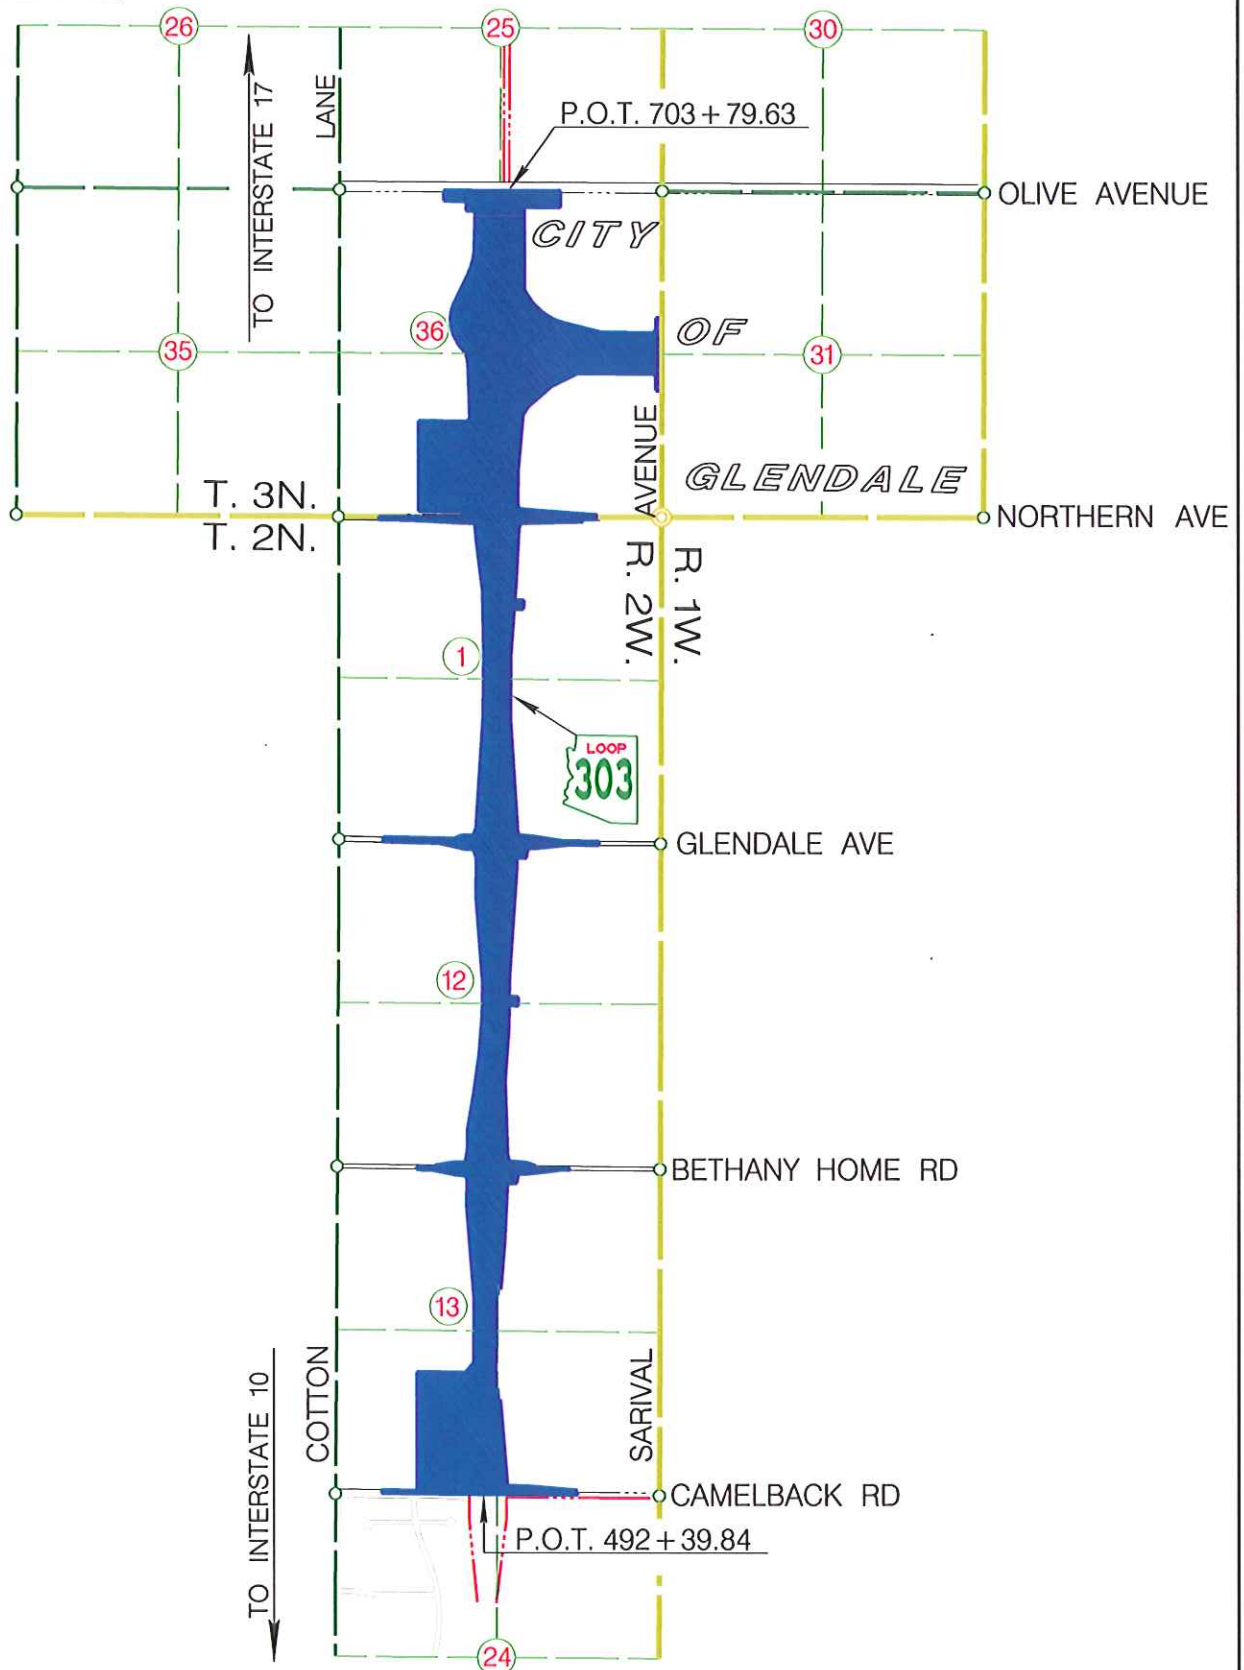 26
25
30
TO INTERSTATE 17
LANE
P.O.T. 703+79.63
OLIVE AVENUE
CITY
OF
GLENDALE
36
35
31
AVENUE
T. 3N.
T. 2N.
NORTHERN AVE
R. 2W.
R. 1W.
1
LOOP
303
GLENDALE AVE
12
BETHANY HOME RD
13
COTTON
SARIVAL
TO INTERSTATE 10
CAMELBACK RD
P.O.T. 492+39.84
24